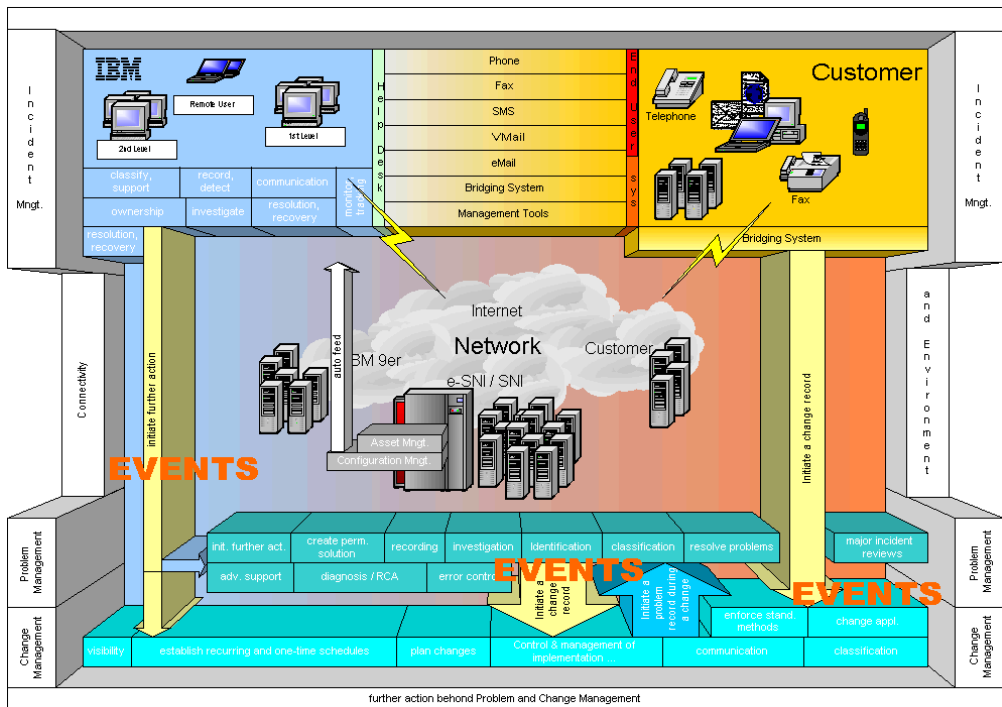 Incident
Mngt.
IBM
Remote User
2nd Level
1st Level
Help Desk
Phone
Fax
SMS
VMail
eMail
Bridging System
Management Tools
End User
sys
Customer
Telephone
Fax
Bridging System
Incident
Mngt.
classify,
support
record,
detect
communication
monitor
tracking
ownership
investigate
resolution,
recovery
resolution,
recovery
Connectivity
and Environment
initiate further action
auto feed
Internet
Network
BM 9er
Customer
e-SNI / SNI
Asset Mngt.
Configuration Mngt.
Initiate a change record
EVENTS
Problem
Management
init. further act.
create perm.
solution
recording
investigation
Identification
classification
resolve problems
major incident
reviews
Problem
Management
adv. support
diagnosis / RCA
error contro
EVENTS
EVENTS
Initiate a
change
record
Initiate a
problem
record during
a change
enforce stand.
methods
change appl.
Change
Management
visibility
establish recurring and one-time schedules
plan changes
Control & management of
implementation ...
communication
classification
Change
Management
further action behond Problem and Change Management